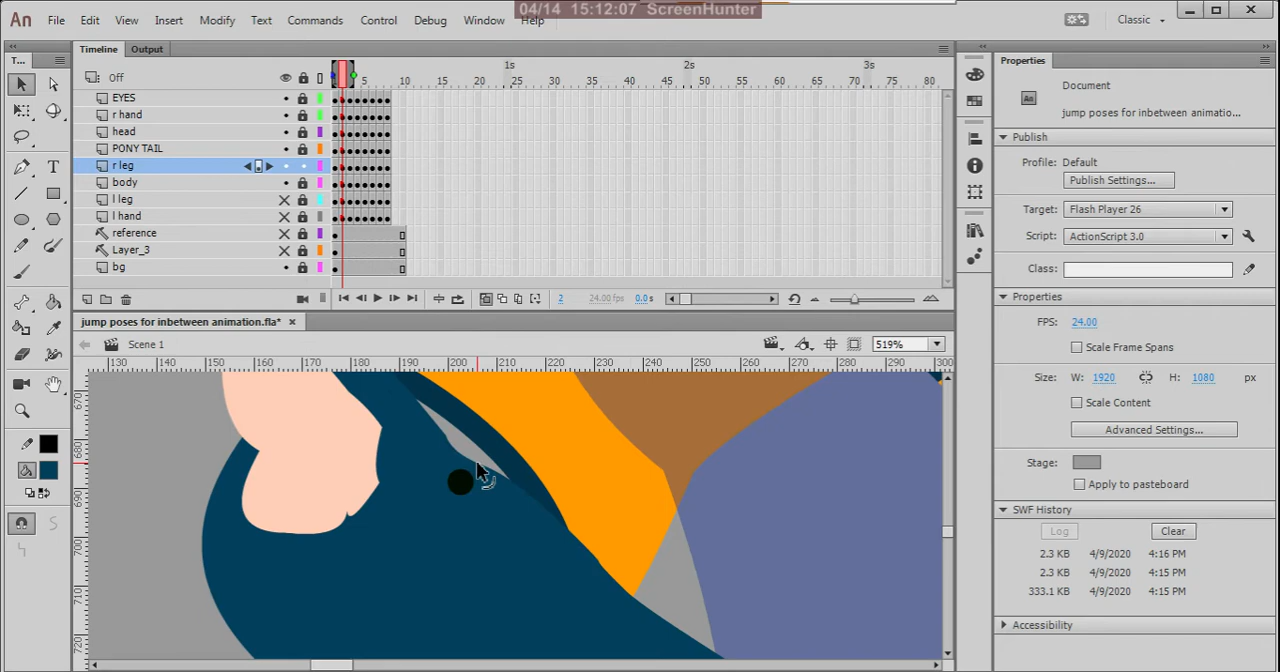 04/14 15:12:07 ScreenHunter
An File Edit View Insert Modify Text Commands Control Debug Window Help Classic
T... Timeline Output Properties
Off 5 10 15 20 1s 25 30 35 40 45 2s 50 55 60 65 3s 70 75 80
EYES
r hand
head
PONY TAIL
r leg
body
l leg
l hand
reference
Layer_3
bg
2 24.00 fps 0.0 s
jump poses for inbetween animation.fla*
Scene 1 519%
130 140 150 160 170 180 190 200 210 220 230 240 250 260 270 280 290 300
670
680
690
700
710
720
Document
An jump poses for inbetween animatio...
Publish
Profile: Default
Publish Settings...
Target: Flash Player 26
Script: ActionScript 3.0
Class:
Properties
FPS: 24.00
Scale Frame Spans
Size: W: 1920 H: 1080 px
Scale Content
Advanced Settings...
Stage:
Apply to pasteboard
SWF History
Log Clear
2.3 KB 4/9/2020 4:16 PM
2.3 KB 4/9/2020 4:15 PM
333.1 KB 4/9/2020 4:15 PM
Accessibility